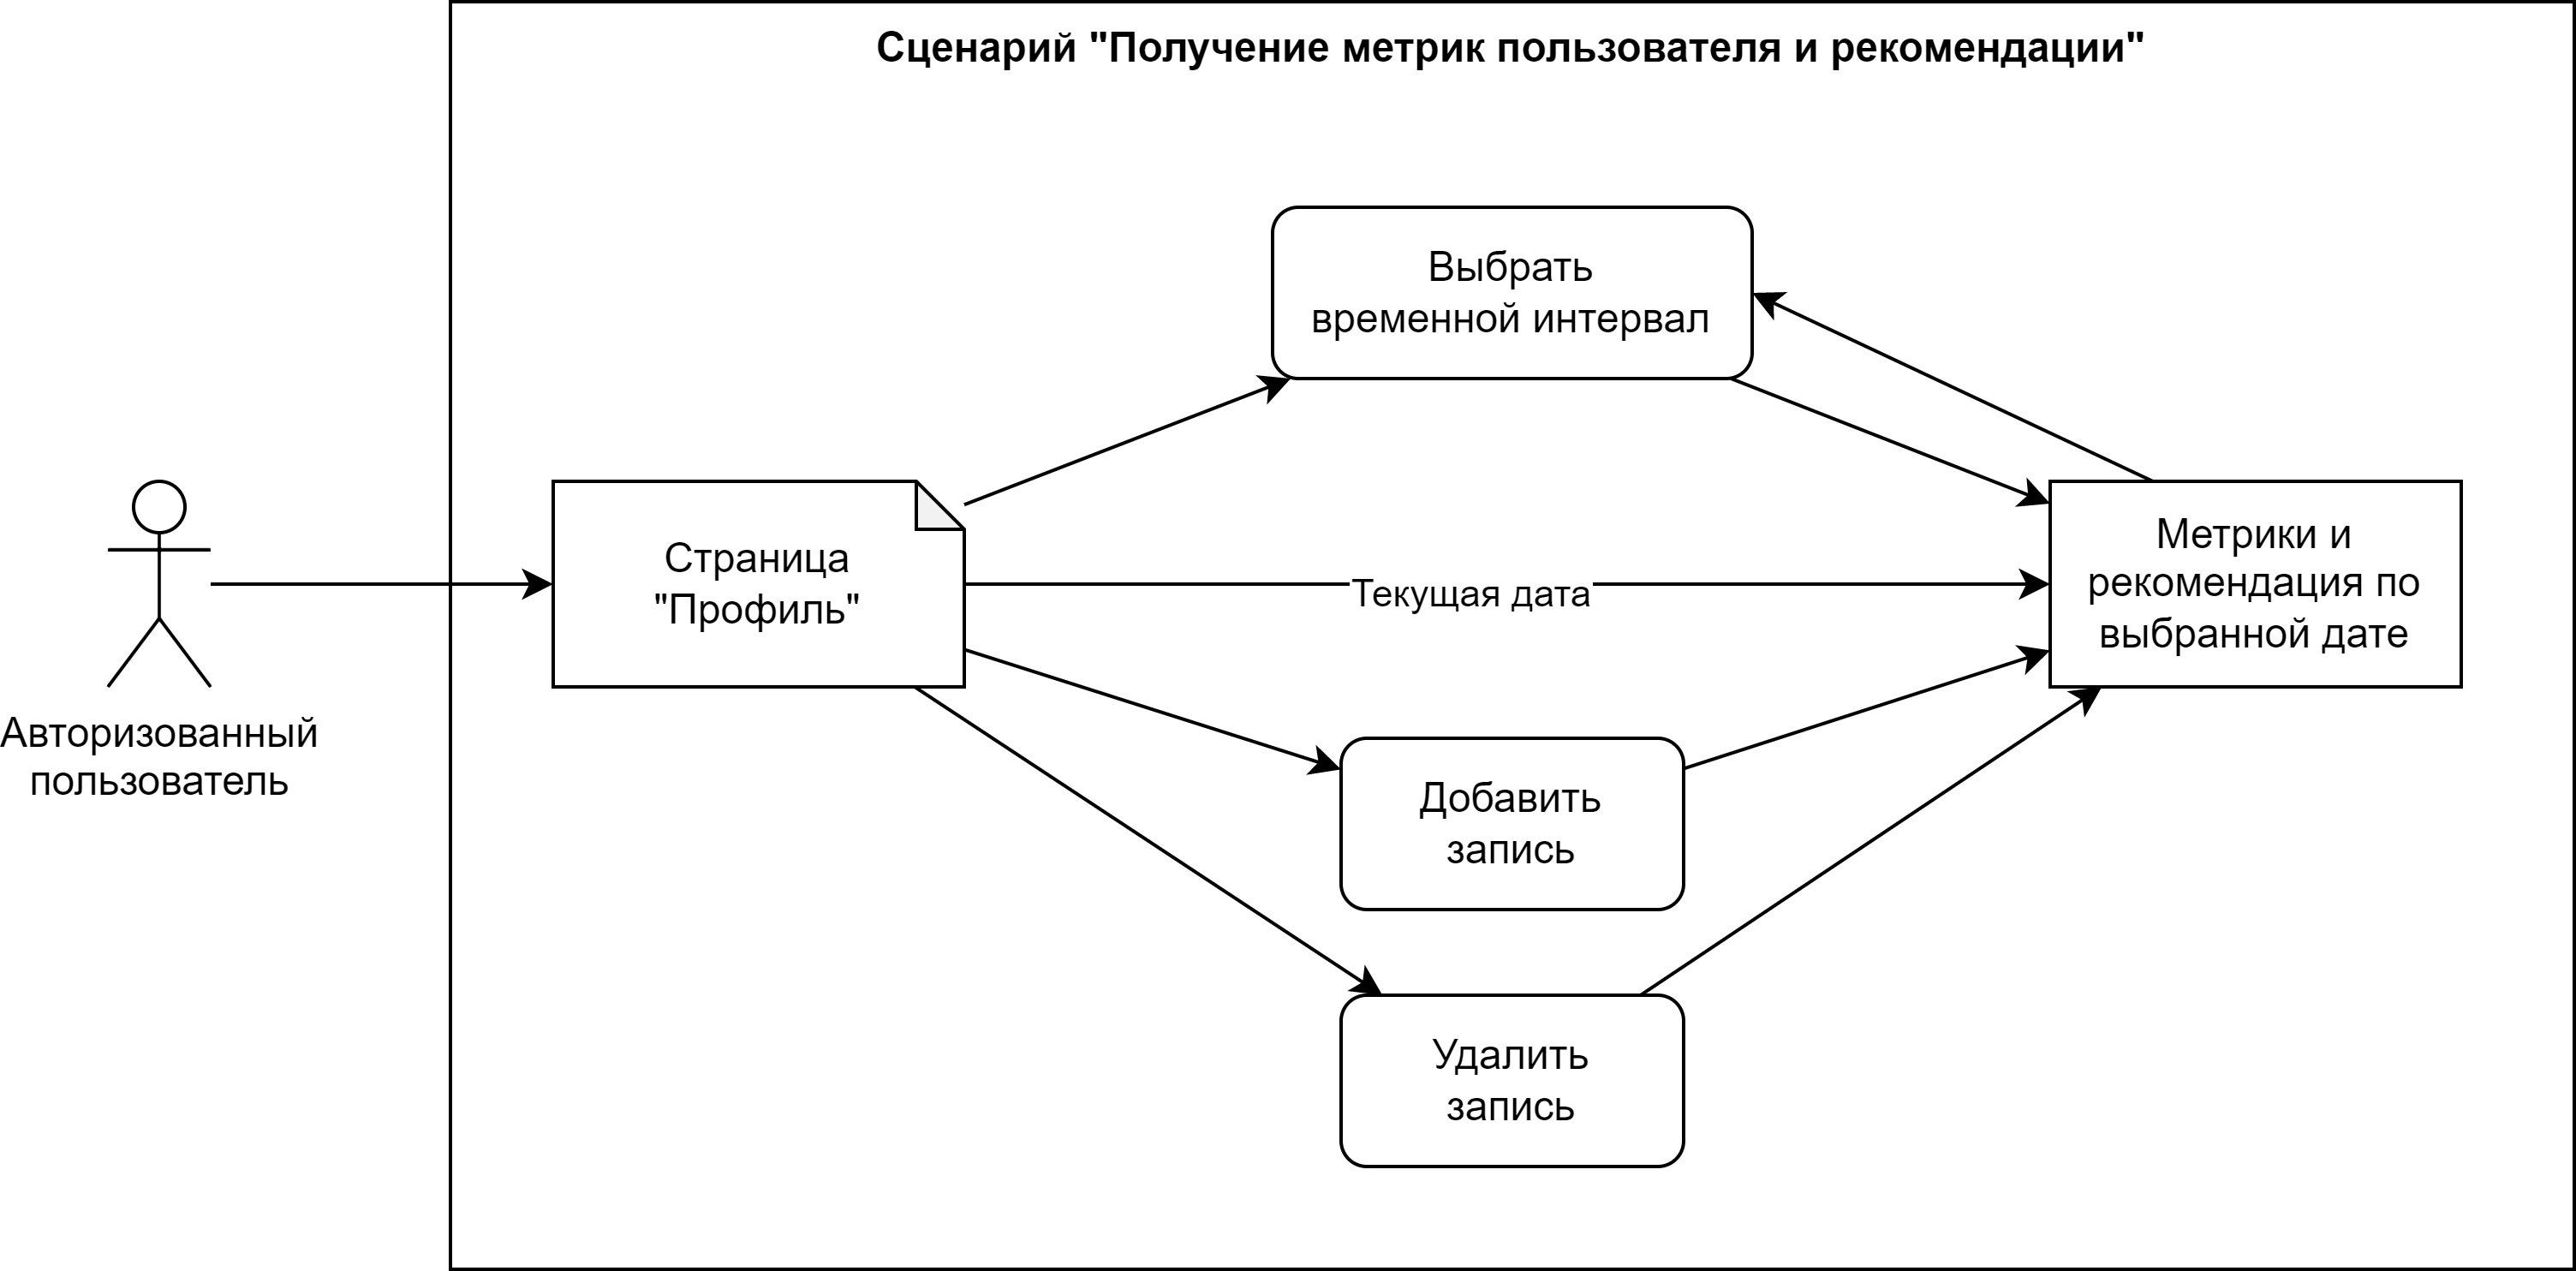 Сценарий "Получение метрик пользователя и рекомендации"
Выбрать
временной интервал
Страница
"Профиль"
Текущая дата
Метрики и
рекомендация по
выбранной дате
Авторизованный
пользователь
Добавить
запись
Удалить
запись